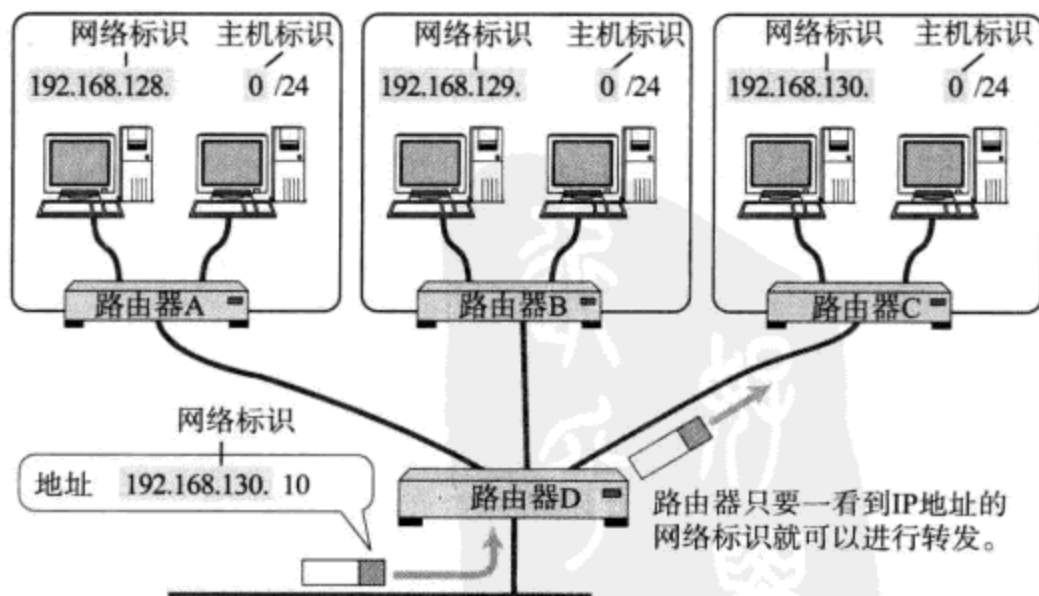 网络标识 主机标识
192.168.128. 0 /24
网络标识 主机标识
192.168.129. 0 /24
网络标识 主机标识
192.168.130. 0 /24
路由器A
路由器B
路由器C
网络标识
地址 192.168.130. 10
路由器D
路由器只要一看到IP地址的
网络标识就可以进行转发。